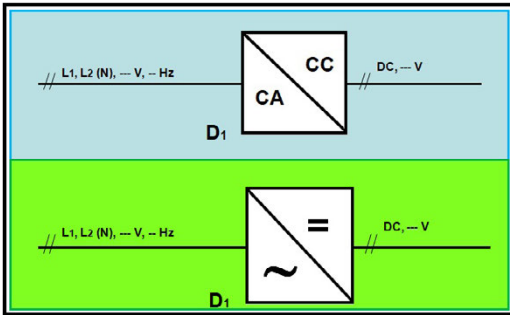 L1, L2 (N), --- V, -- Hz
CC
CA
DC, --- V
D1
L1, L2 (N), --- V, -- Hz
=
~
DC, --- V
D1